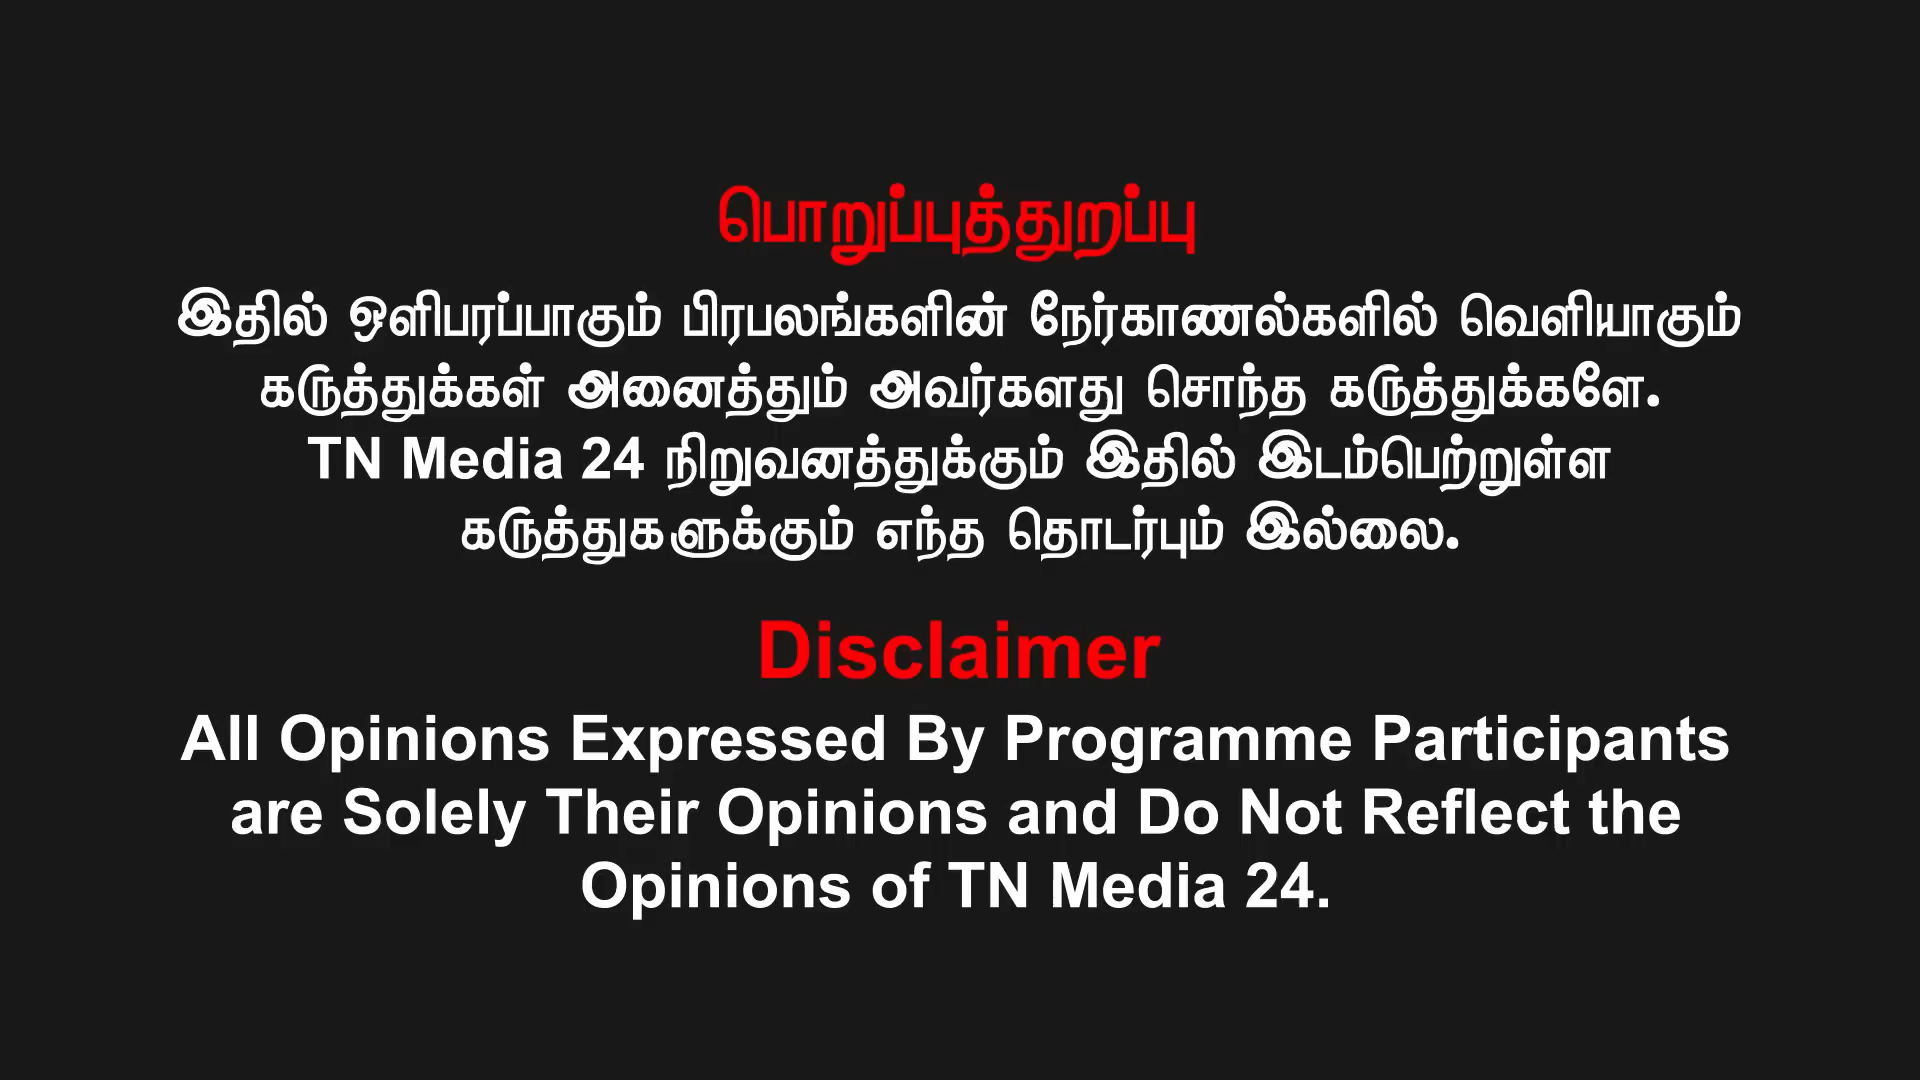 பொறுப்புத்துறப்பு
இதில் ஒளிபரப்பாகும் பிரபலங்களின் நேர்காணல்களில் வெளியாகும்
கருத்துக்கள் அனைத்தும் அவர்களது சொந்த கருத்துக்களே.
TN Media 24 நிறுவனத்துக்கும் இதில் இடம்பெற்றுள்ள
கருத்துகளுக்கும் எந்த தொடர்பும் இல்லை.
Disclaimer
All Opinions Expressed By Programme Participants
are Solely Their Opinions and Do Not Reflect the
Opinions of TN Media 24.